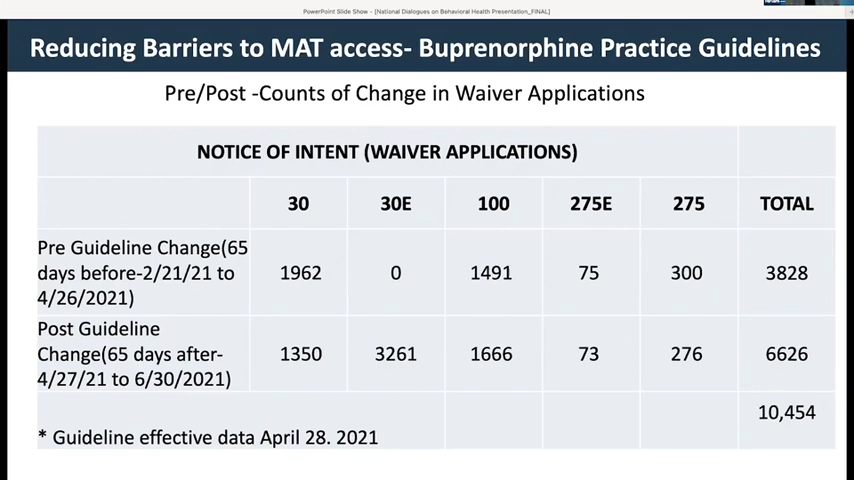 PowerPoint Slide Show - [National Dialogues on Behavioral Health Presentation_FINAL]
Reducing Barriers to MAT access- Buprenorphine Practice Guidelines
Pre/Post -Counts of Change in Waiver Applications
NOTICE OF INTENT (WAIVER APPLICATIONS)
30 30E 100 275E 275 TOTAL
Pre Guideline Change(65
days before-2/21/21 to
4/26/2021)
1962 0 1491 75 300 3828
Post Guideline
Change(65 days after-
4/27/21 to 6/30/2021)
1350 3261 1666 73 276 6626
10,454
* Guideline effective data April 28. 2021